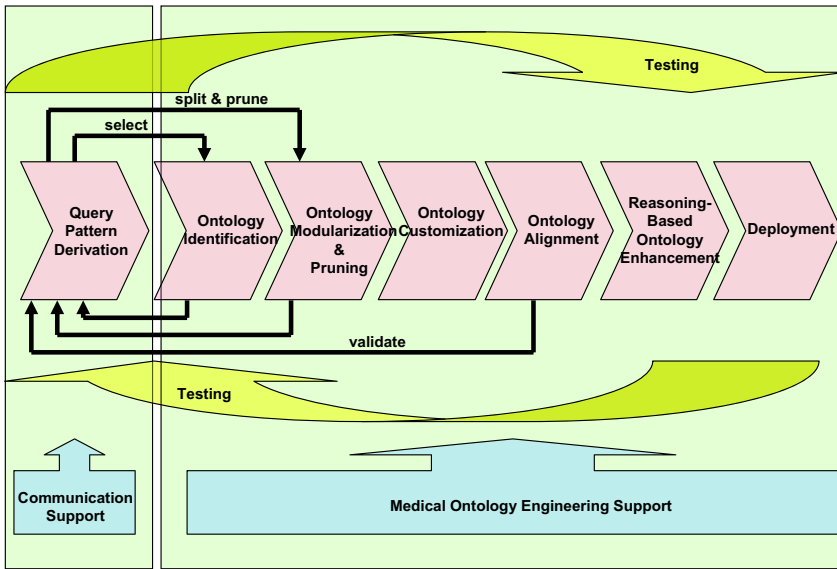 Testing
split & prune
select
Query
Pattern
Derivation
Ontology
Identification
Ontology
Modularization
&
Pruning
Ontology
Customization
Ontology
Alignment
Reasoning-
Based
Ontology
Enhancement
Deployment
validate
Testing
Communication
Support
Medical Ontology Engineering Support